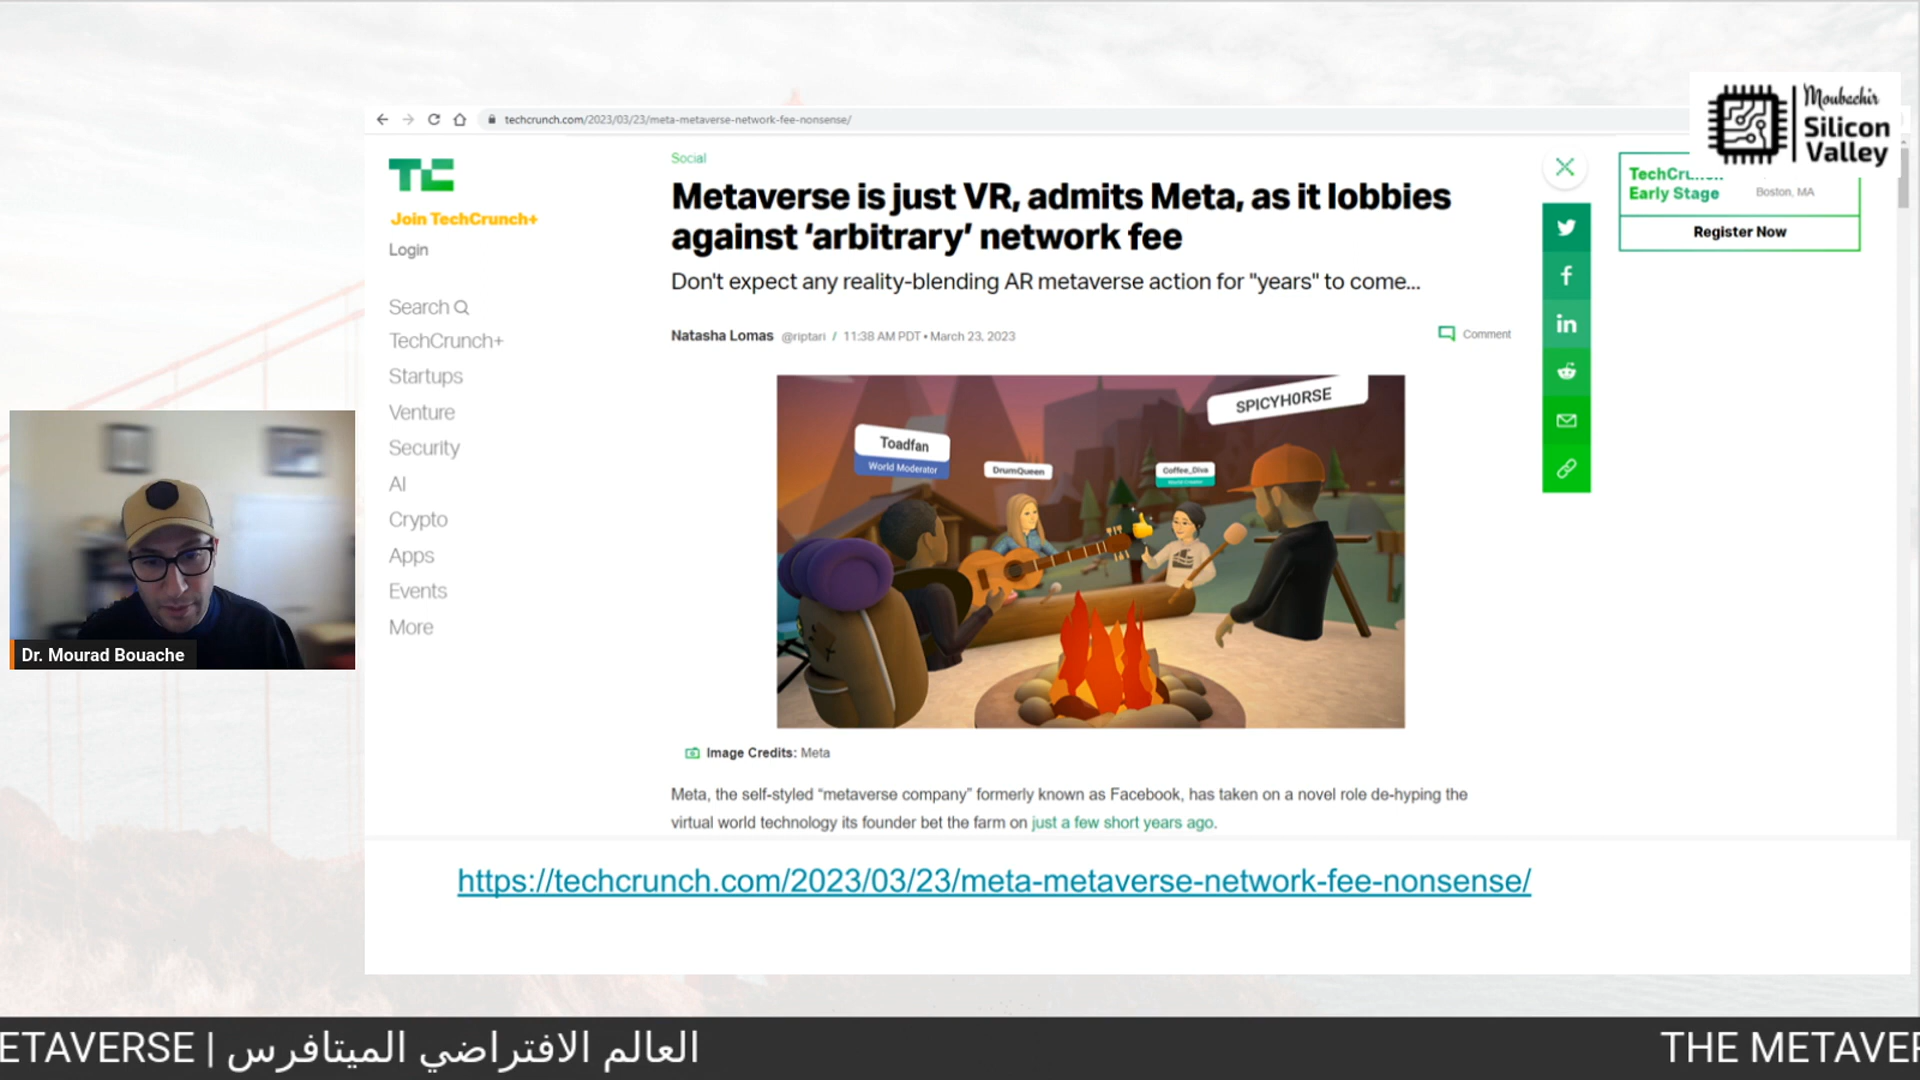 Moubachir
Silicon
Valley
techcrunch.com/2023/03/23/meta-metaverse-network-fee-nonsense/
TC
Join TechCrunch+
Login
Search
TechCrunch+
Startups
Venture
Security
AI
Crypto
Apps
Events
More
Social
Metaverse is just VR, admits Meta, as it lobbies
against ‘arbitrary’ network fee
Don't expect any reality-blending AR metaverse action for "years" to come...
Natasha Lomas @riptari / 11:38 AM PDT • March 23, 2023
Comment
SPICYH0RSE
Toadfan
World Moderator
DrumQueen
Coffee_Diva
World Creator
Image Credits: Meta
Meta, the self-styled “metaverse company” formerly known as Facebook, has taken on a novel role de-hyping the
virtual world technology its founder bet the farm on just a few short years ago.
Early Stage
Boston, MA
Register Now
https://techcrunch.com/2023/03/23/meta-metaverse-network-fee-nonsense/
Dr. Mourad Bouache
ETAVERSE | العالم الافتراضي الميتافرس
THE METAVER